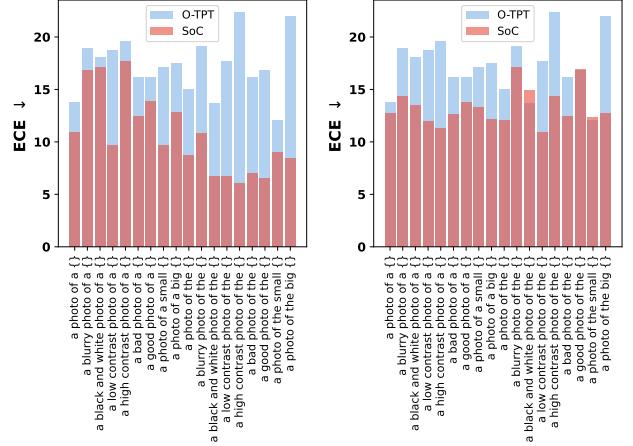 O-TPT
SoC
ECE ↓
20
15
10
5
0
a photo of a {}
a blurry photo of a {}
a black and white photo of a {}
a low contrast photo of a {}
a high contrast photo of a {}
a bad photo of a {}
a good photo of a {}
a photo of a small {}
a photo of a big {}
a photo of the {}
a blurry photo of the {}
a black and white photo of the {}
a low contrast photo of the {}
a high contrast photo of the {}
a bad photo of the {}
a good photo of the {}
a photo of the small {}
a photo of the big {}
O-TPT
SoC
ECE ↓
20
15
10
5
0
a photo of a {}
a blurry photo of a {}
a black and white photo of a {}
a low contrast photo of a {}
a high contrast photo of a {}
a bad photo of a {}
a good photo of a {}
a photo of a small {}
a photo of a big {}
a photo of the {}
a blurry photo of the {}
a black and white photo of the {}
a low contrast photo of the {}
a high contrast photo of the {}
a bad photo of the {}
a good photo of the {}
a photo of the small {}
a photo of the big {}